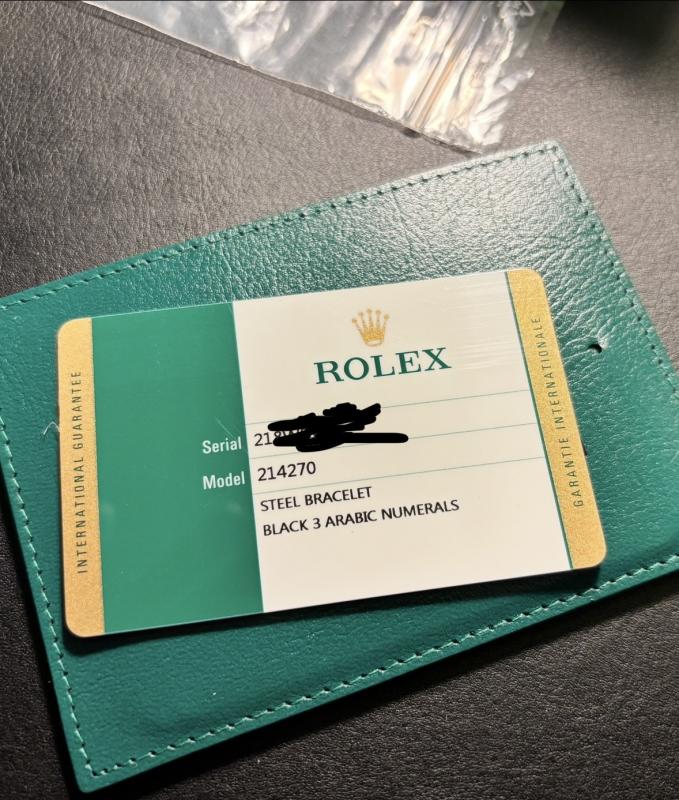 INTERNATIONAL GUARANTEE
ROLEX
Serial
Model 214270
STEEL BRACELET
BLACK 3 ARABIC NUMERALS
GARANTIE INTERNATIONALE